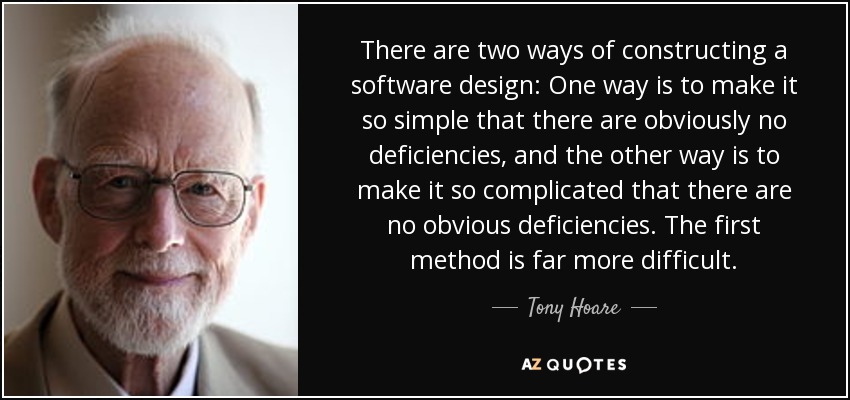 There are two ways of constructing a
software design: One way is to make it
so simple that there are obviously no
deficiencies, and the other way is to
make it so complicated that there are
no obvious deficiencies. The first
method is far more difficult.
Tony Hoare
AZ QUOTES